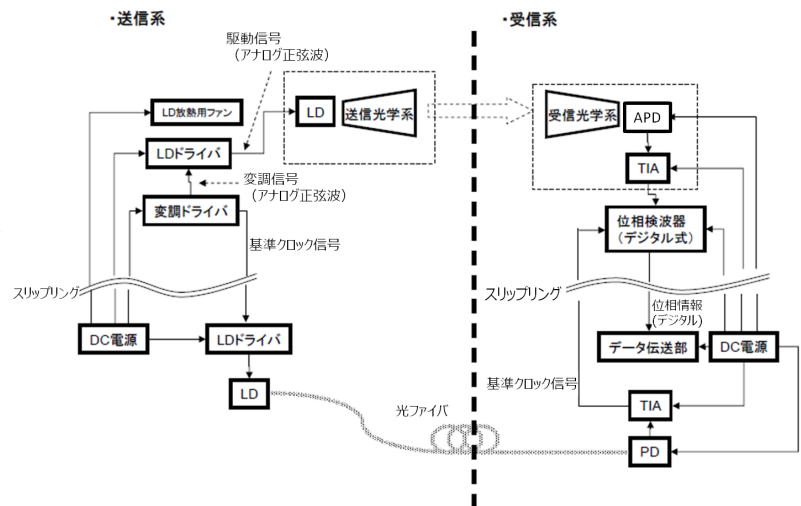 ・送信系
駆動信号
（アナログ正弦波）
LD放熱用ファン
LD
送信光学系
LDドライバ
変調信号
（アナログ正弦波）
変調ドライバ
基準クロック信号
スリップリング
DC電源
LDドライバ
LD
光ファイバ
・受信系
受信光学系
APD
TIA
位相検波器
（デジタル式）
スリップリング
位相情報
(デジタル)
データ伝送部
DC電源
基準クロック信号
TIA
PD